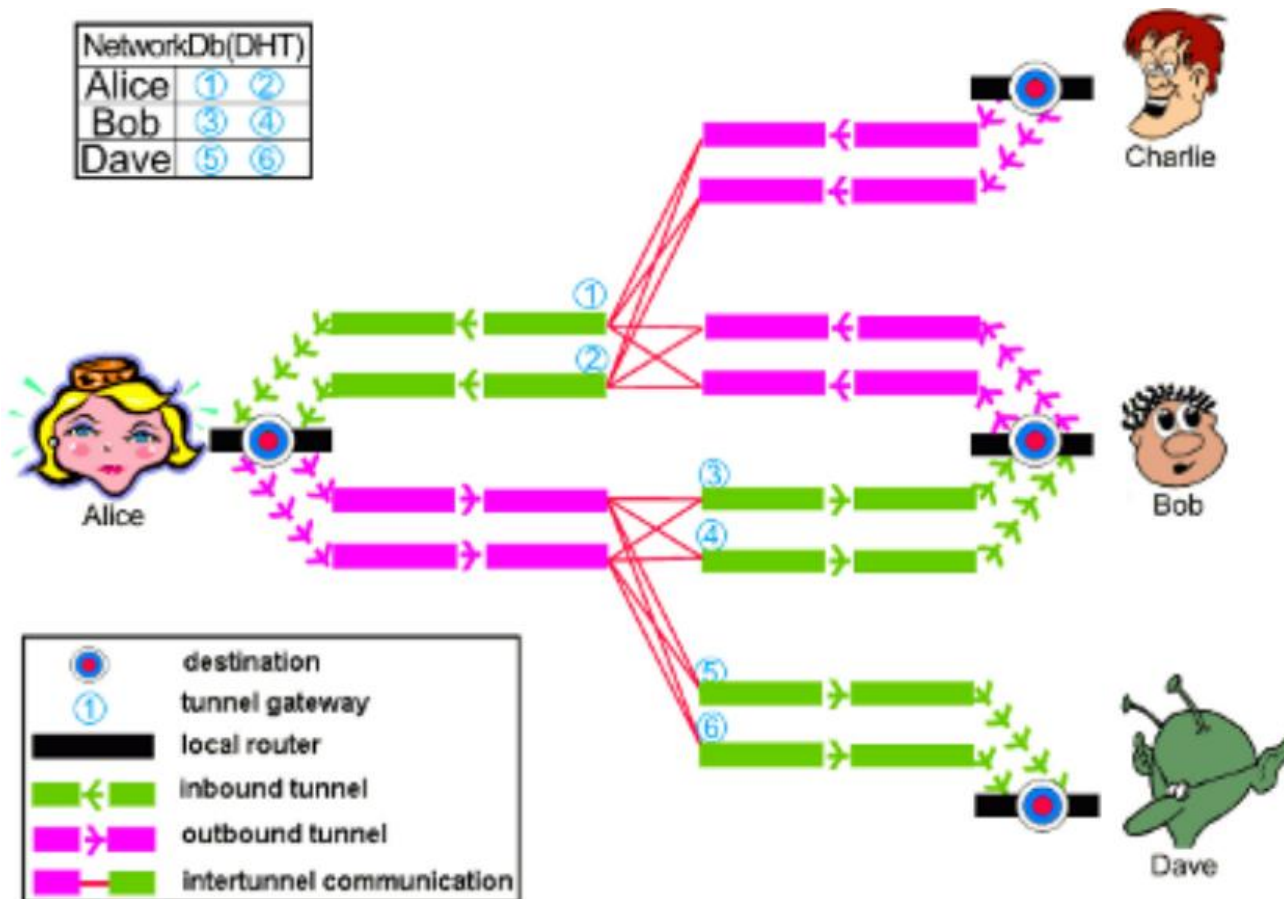 NetworkDb(DHT)
Alice ① ②
Bob ③ ④
Dave ⑤ ⑥
Charlie
①
②
Alice
③
④
Bob
⑤
⑥
Dave
destination
① tunnel gateway
local router
inbound tunnel
outbound tunnel
intertunnel communication